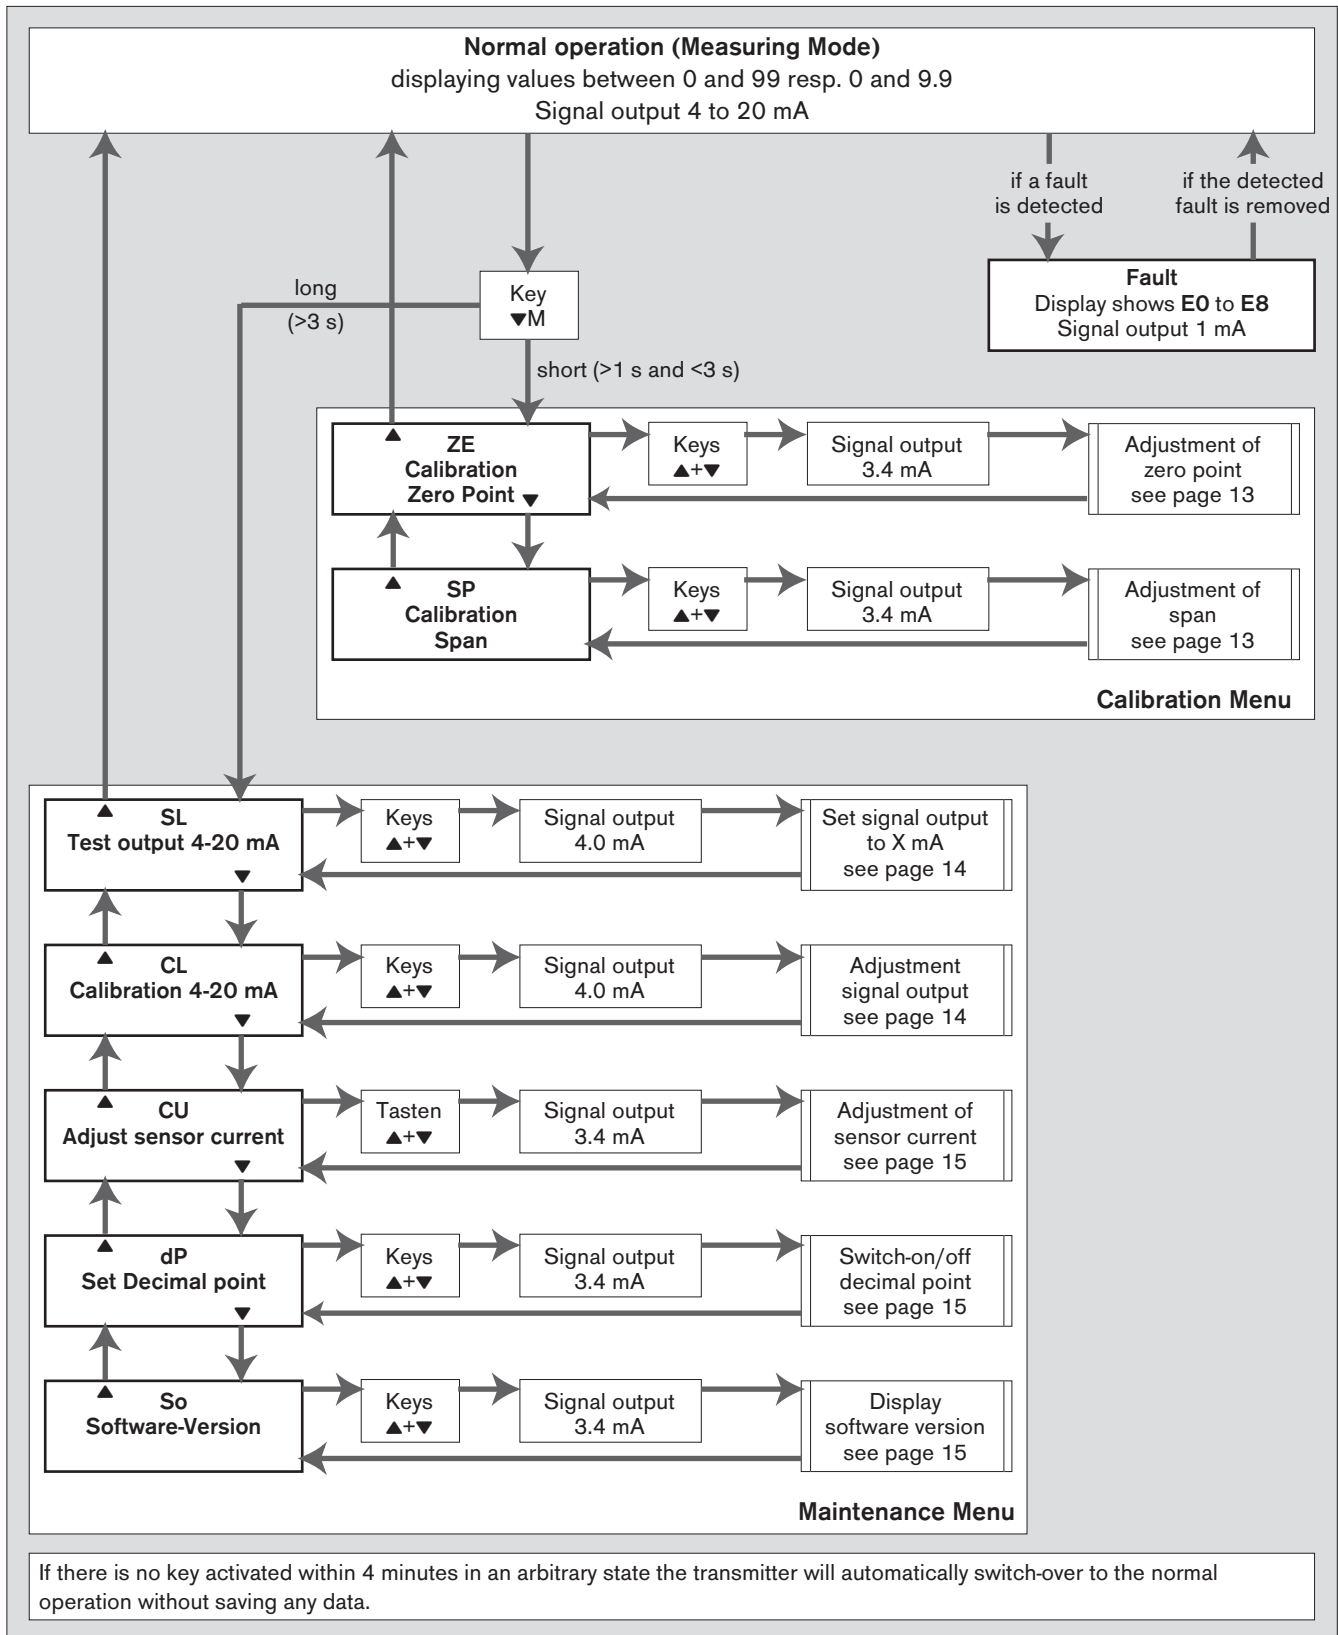 Normal operation (Measuring Mode)
displaying values between 0 and 99 resp. 0 and 9.9
Signal output 4 to 20 mA
if a fault
is detected
if the detected
fault is removed
Fault
Display shows E0 to E8
Signal output 1 mA
long
(>3 s)
Key
▼M
short (>1 s and <3 s)
▲
ZE
Calibration
Zero Point ▼
Keys
▲+▼
Signal output
3.4 mA
Adjustment of
zero point
see page 13
▲
SP
Calibration
Span
Keys
▲+▼
Signal output
3.4 mA
Adjustment of
span
see page 13
Calibration Menu
▲
SL
Test output 4-20 mA
▼
Keys
▲+▼
Signal output
4.0 mA
Set signal output
to X mA
see page 14
▲
CL
Calibration 4-20 mA
▼
Keys
▲+▼
Signal output
4.0 mA
Adjustment
signal output
see page 14
▲
CU
Adjust sensor current
▼
Tasten
▲+▼
Signal output
3.4 mA
Adjustment of
sensor current
see page 15
▲
dP
Set Decimal point
▼
Keys
▲+▼
Signal output
3.4 mA
Switch-on/off
decimal point
see page 15
▲
So
Software-Version
Keys
▲+▼
Signal output
3.4 mA
Display
software version
see page 15
Maintenance Menu
If there is no key activated within 4 minutes in an arbitrary state the transmitter will automatically switch-over to the normal
operation without saving any data.